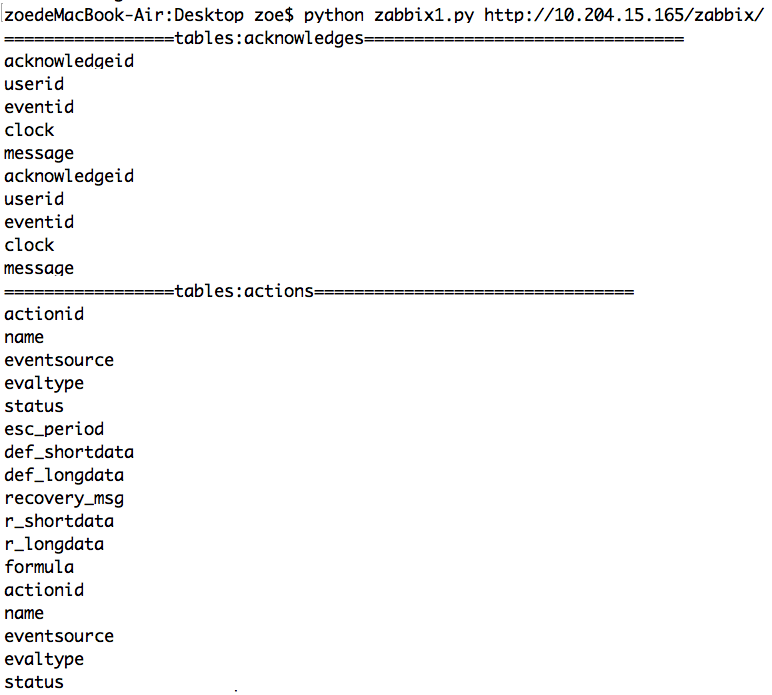 zoedeMacBook-Air:Desktop zoe$ python zabbix1.py http://10.204.15.165/zabbix/
=================tables:acknowledges================================
acknowledgeid
userid
eventid
clock
message
acknowledgeid
userid
eventid
clock
message
=================tables:actions================================
actionid
name
eventsource
evaltype
status
esc_period
def_shortdata
def_longdata
recovery_msg
r_shortdata
r_longdata
formula
actionid
name
eventsource
evaltype
status